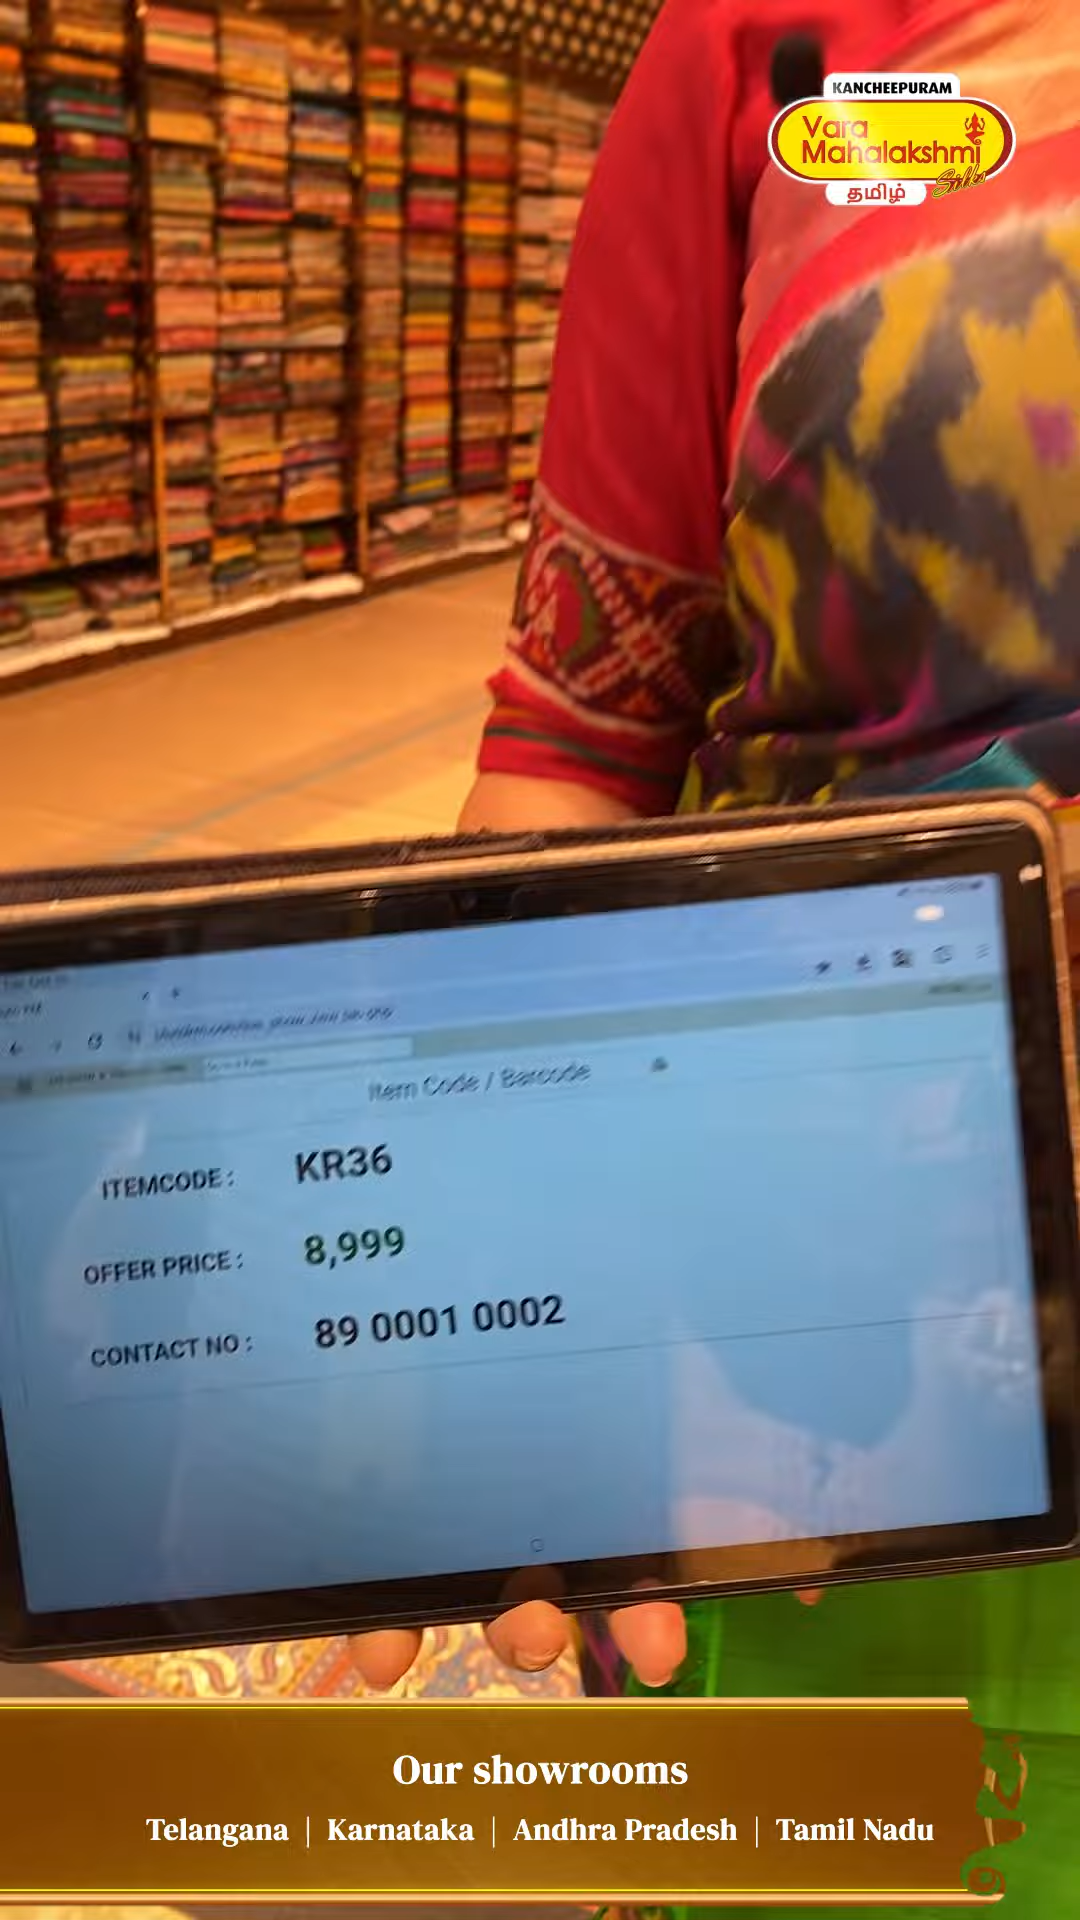 KANCHEEPURAM
Vara
Mahalakshmi
Silks
தமிழ்
Item Code / Barcode
ITEMCODE : KR36
OFFER PRICE : 8,999
CONTACT NO : 89 0001 0002
Our showrooms
Telangana | Karnataka | Andhra Pradesh | Tamil Nadu